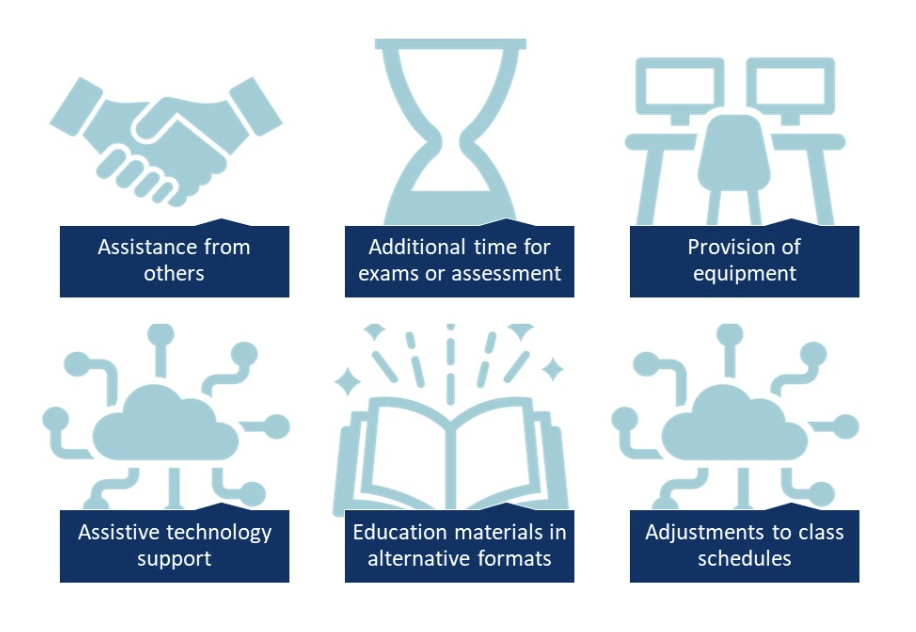 Assistance from
others
Additional time for
exams or assessment
Provision of
equipment
Assistive technology
support
Education materials in
alternative formats
Adjustments to class
schedules